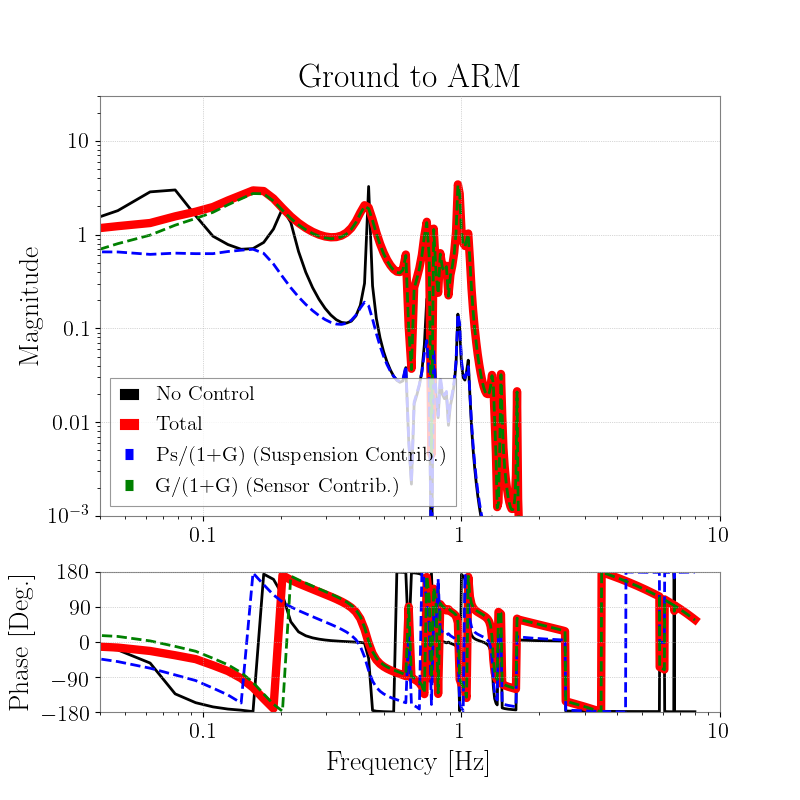 Ground to ARM
10
1
0.1
0.01
10⁻³
Magnitude
No Control
Total
Ps/(1+G) (Suspension Contrib.)
G/(1+G) (Sensor Contrib.)
0.1 1 10
180
90
0
−90
−180
Phase [Deg.]
0.1 1 10
Frequency [Hz]